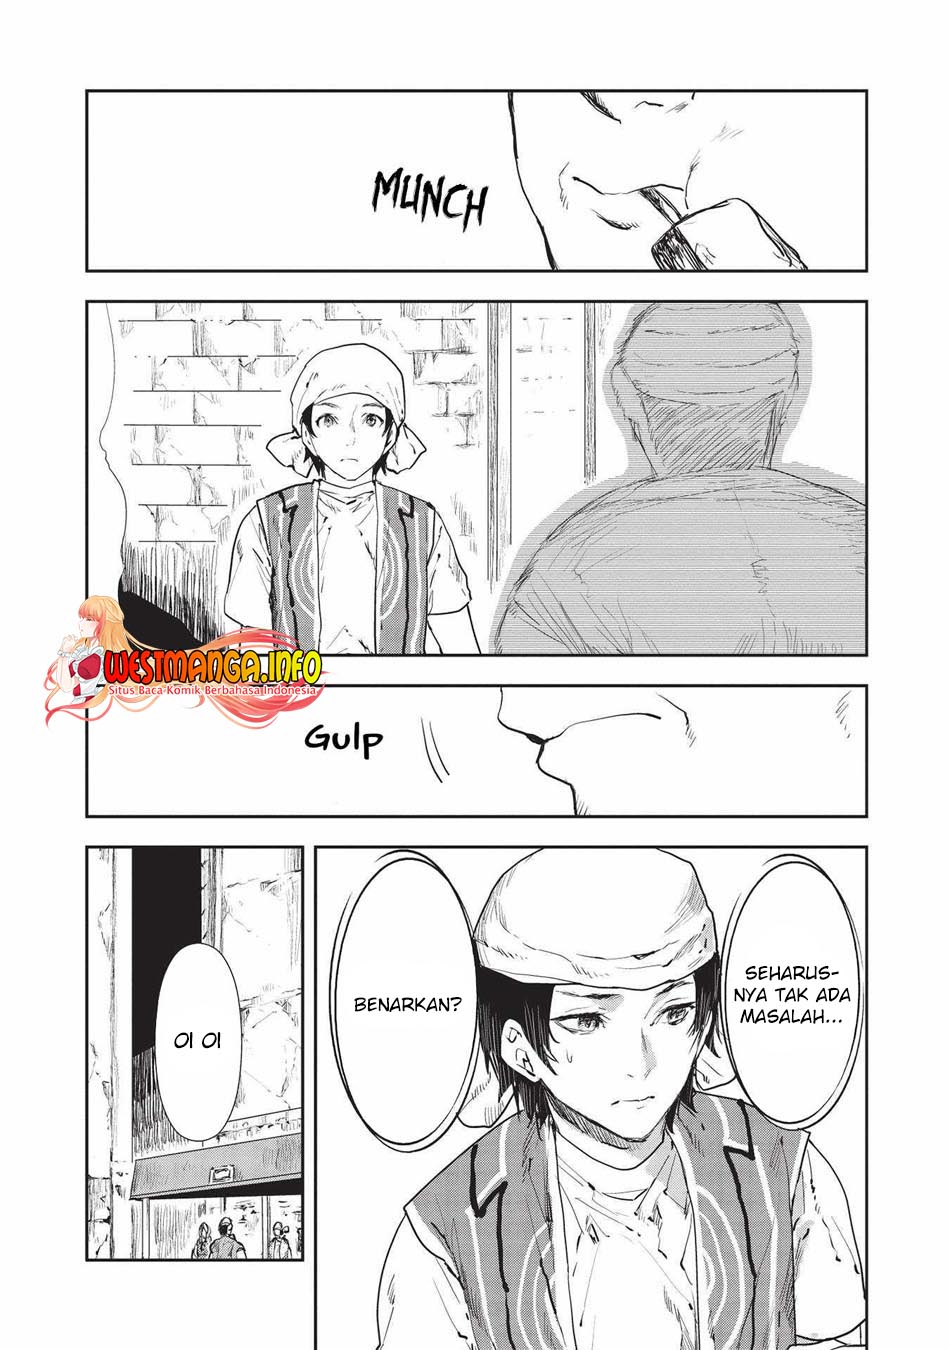 MUNCH
WESTMANGA.INFO
Situs Baca Komik Berbahasa Indonesia
GULP
SEHARUS-
NYA TAK ADA
MASALAH...
BENARKAN?
OI OI